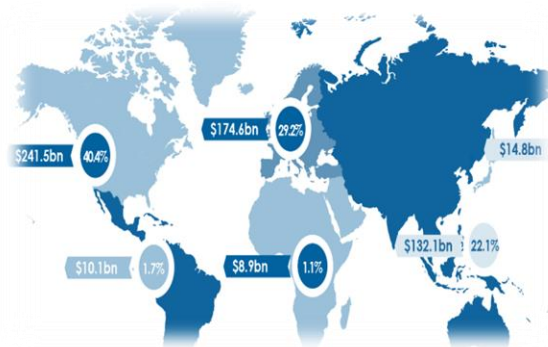 $174.6bn 29.2%
$241.5bn 40.4%
$14.8bn
$132.1bn 22.1%
$10.1bn 1.7%
$8.9bn 1.1%